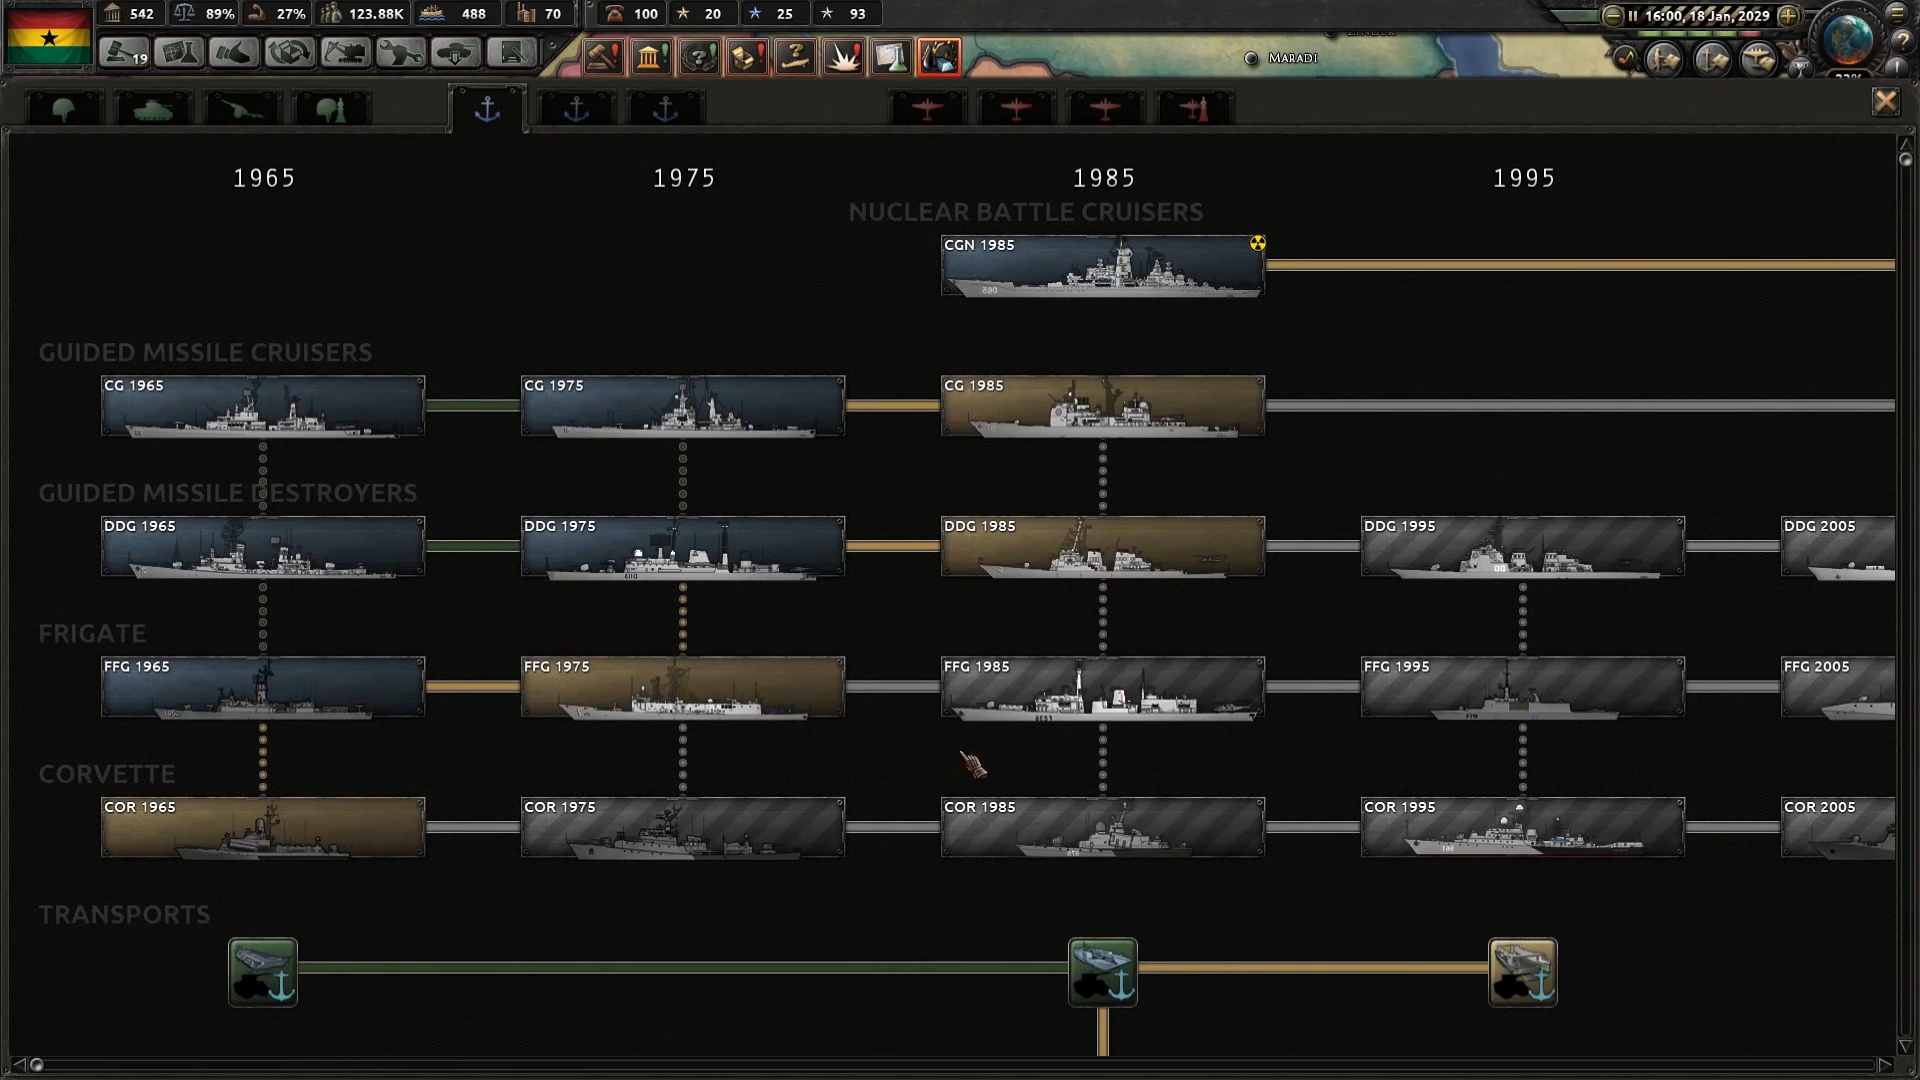 542 89% 27% 123.88K 488 70 100 20 25 93 16:00, 18 Jan, 2029
19 Maradi
1965 1975 1985 1995
NUCLEAR BATTLE CRUISERS
CGN 1985
GUIDED MISSILE CRUISERS
CG 1965 CG 1975 CG 1985
GUIDED MISSILE DESTROYERS
DDG 1965 DDG 1975 DDG 1985 DDG 1995 DDG 2005
FRIGATE
FFG 1965 FFG 1975 FFG 1985 FFG 1995 FFG 2005
CORVETTE
COR 1965 COR 1975 COR 1985 COR 1995 COR 2005
TRANSPORTS